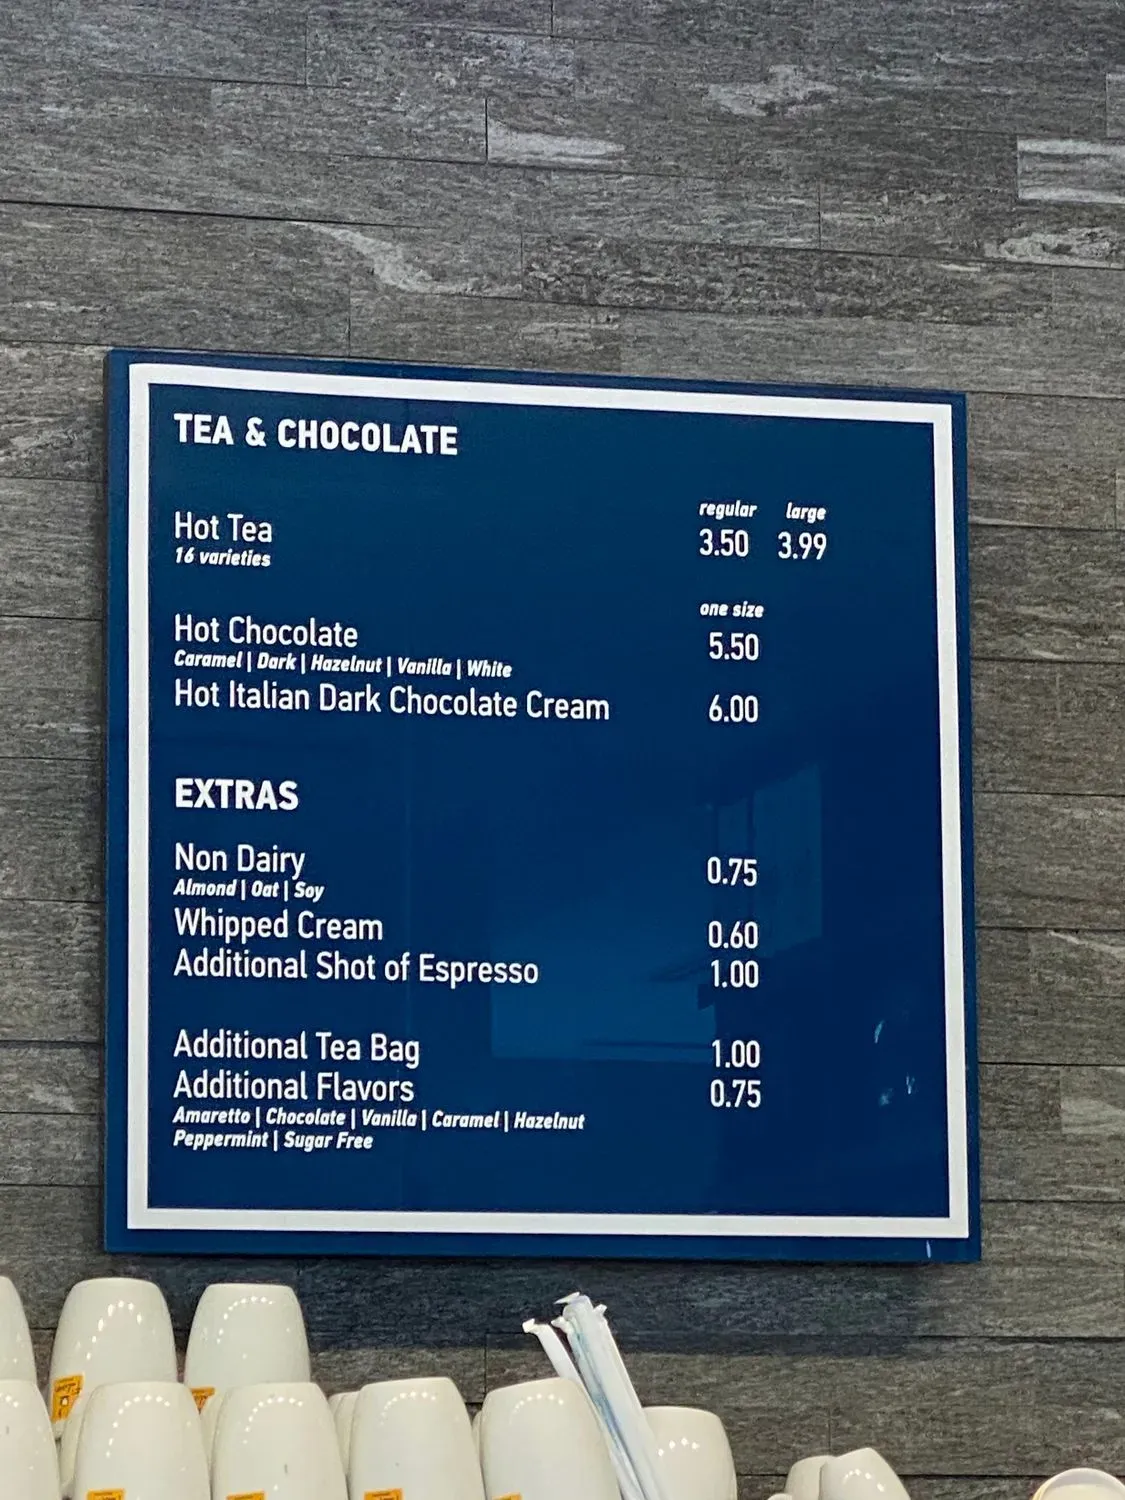 TEA & CHOCOLATE
regular large
Hot Tea 3.50 3.99
16 varieties
one size
Hot Chocolate 5.50
Caramel | Dark | Hazelnut | Vanilla | White
Hot Italian Dark Chocolate Cream 6.00
EXTRAS
Non Dairy 0.75
Almond | Oat | Soy
Whipped Cream 0.60
Additional Shot of Espresso 1.00
Additional Tea Bag 1.00
Additional Flavors 0.75
Amaretto | Chocolate | Vanilla | Caramel | Hazelnut
Peppermint | Sugar Free